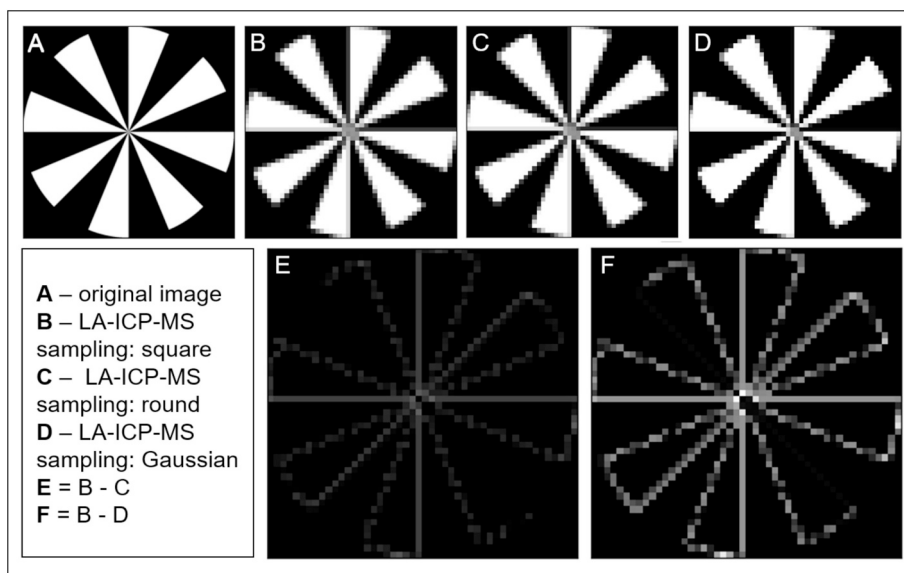 A
B
C
D
A – original image
B – LA-ICP-MS
sampling: square
C –  LA-ICP-MS
sampling: round
D – LA-ICP-MS
sampling: Gaussian
E = B - C
F = B - D
E
F